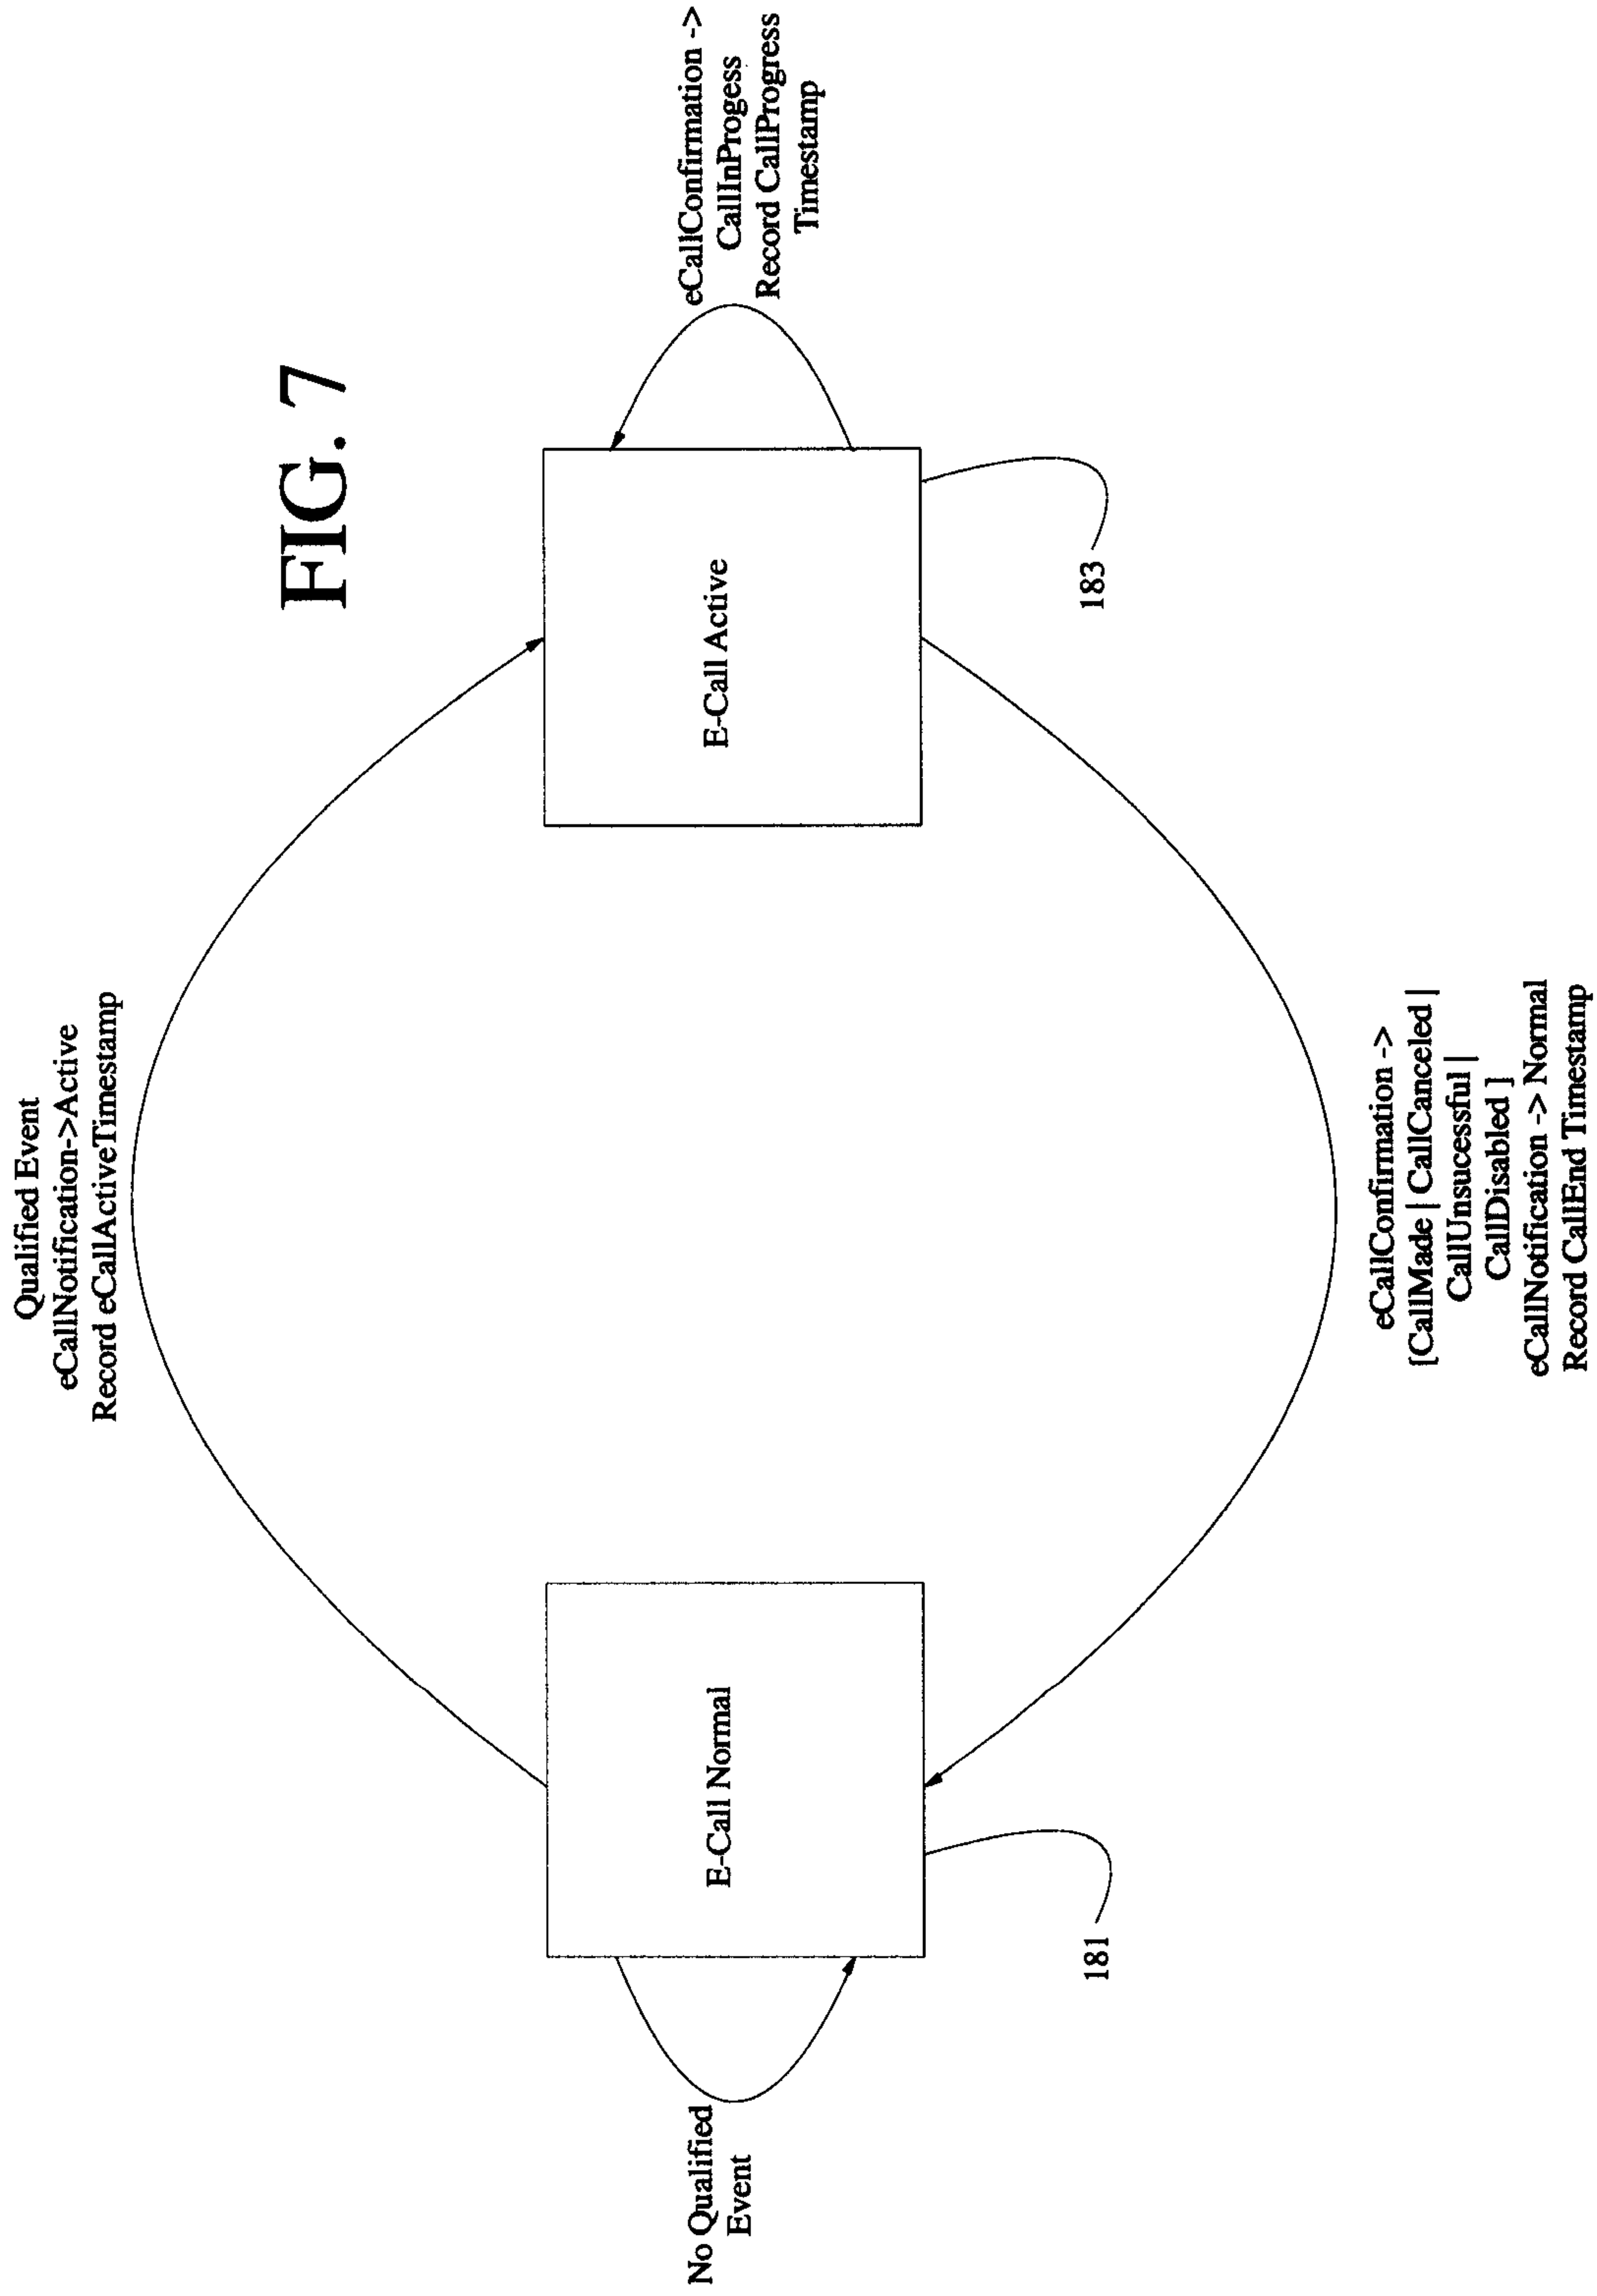 FIG. 7
Qualified Event
eCallNotification->Active
Record eCallActiveTimestamp
No Qualified
Event
E-Call Normal
E-Call Active
eCallConfirmation ->
CallInProgess
Record CallProgress
Timestamp
181
183
eCallConfirmation ->
[CallMade | CallCanceled |
CallUnsucessful |
CallDisabled ]
eCallNotification -> Normal
Record CallEnd Timestamp